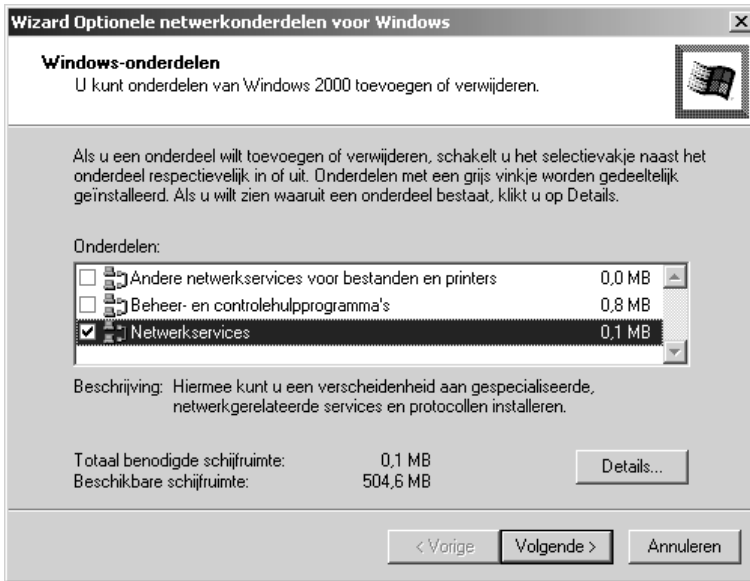 Wizard Optionele netwerkonderdelen voor Windows
Windows-onderdelen
U kunt onderdelen van Windows 2000 toevoegen of verwijderen.
Als u een onderdeel wilt toevoegen of verwijderen, schakelt u het selectievakje naast het
onderdeel respectievelijk in of uit. Onderdelen met een grijs vinkje worden gedeeltelijk
geïnstalleerd. Als u wilt zien waaruit een onderdeel bestaat, klikt u op Details.
Onderdelen:
Andere netwerkservices voor bestanden en printers 0,0 MB
Beheer- en controlehulpprogramma's 0,8 MB
Netwerkservices 0,1 MB
Beschrijving: Hiermee kunt u een verscheidenheid aan gespecialiseerde,
netwerkgerelateerde services en protocollen installeren.
Totaal benodigde schijfruimte: 0,1 MB
Beschikbare schijfruimte: 504,6 MB
Details...
< Vorige Volgende > Annuleren